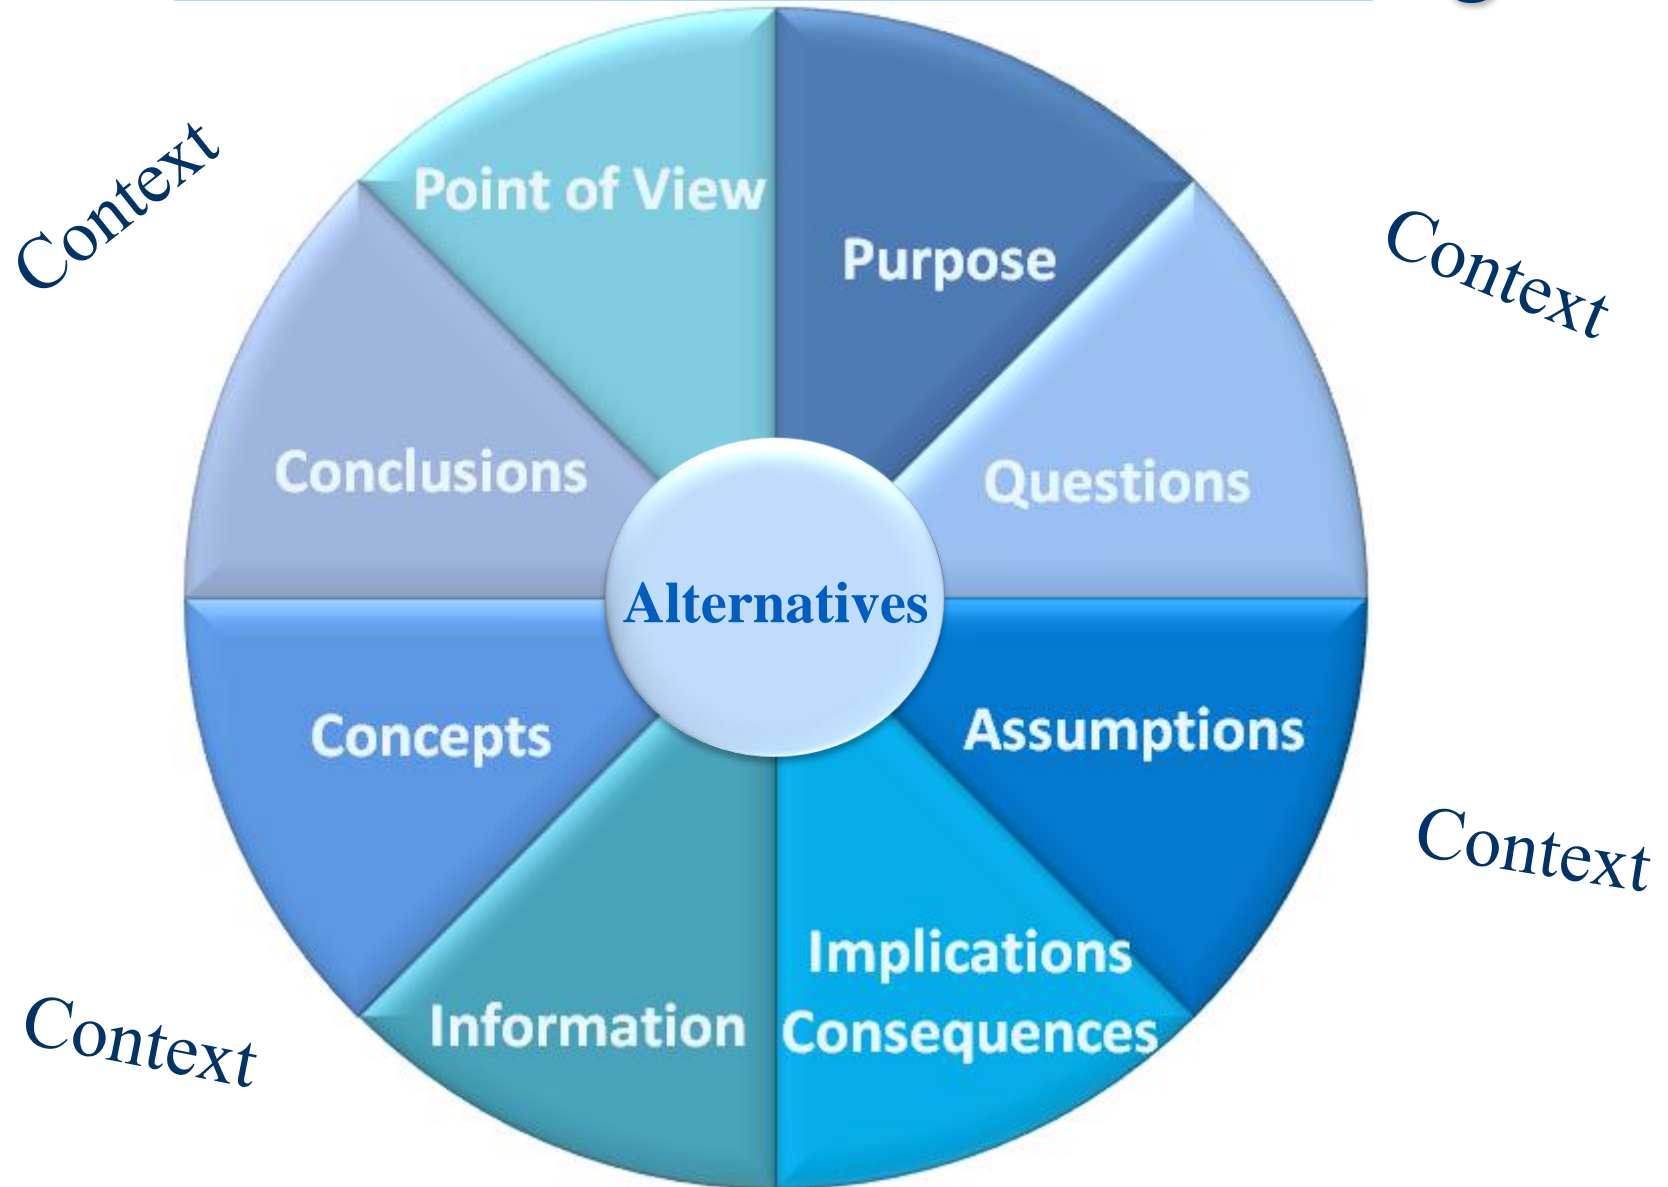 Context
Point of View
Purpose
Context
Conclusions
Questions
Alternatives
Concepts
Assumptions
Context
Implications
Consequences
Information
Context